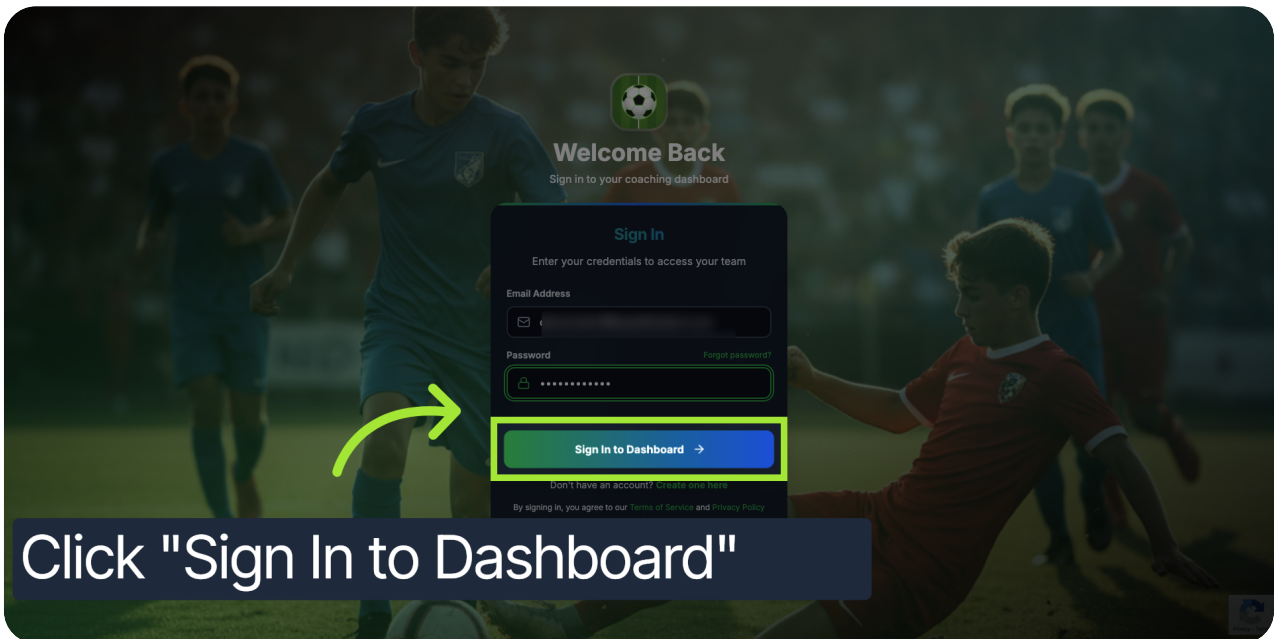 Welcome Back
Sign in to your coaching dashboard
Sign In
Enter your credentials to access your team
Email Address
Password Forgot password?
••••••••••••
Sign In to Dashboard →
Don't have an account? Create one here
By signing in, you agree to our Terms of Service and Privacy Policy
Click "Sign In to Dashboard"